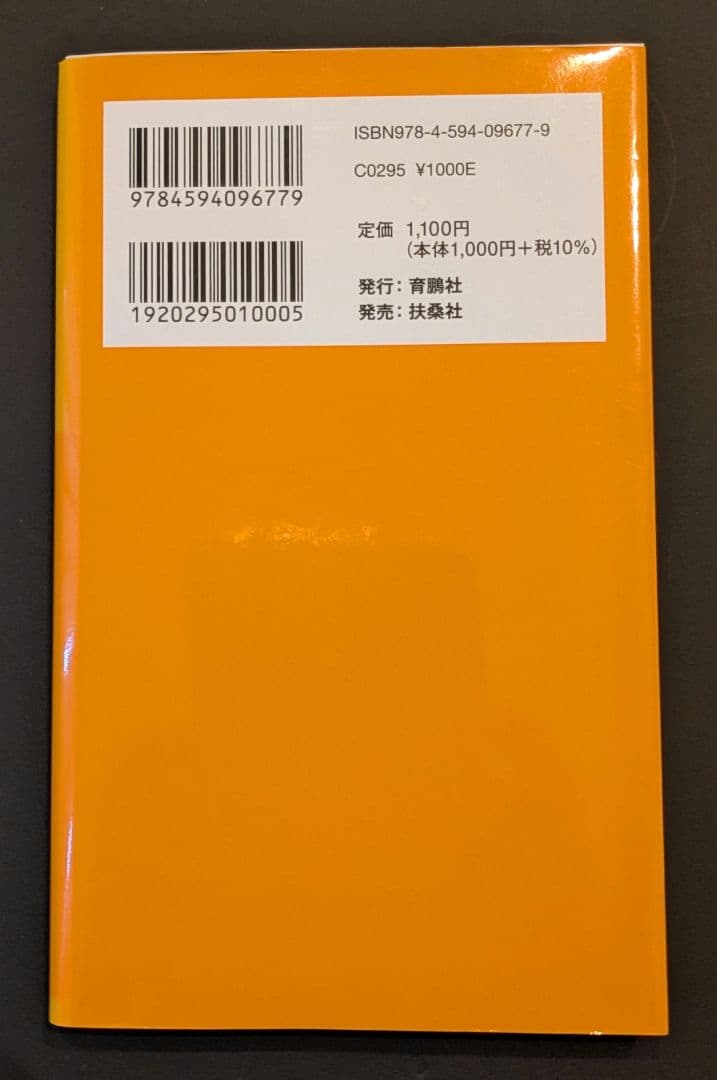 ISBN978-4-594-09677-9
9784594096779
C0295 ¥1000E
定価 1,100円
(本体1,000円+税10%)
1920295010005
発行：育鵬社
発売：扶桑社